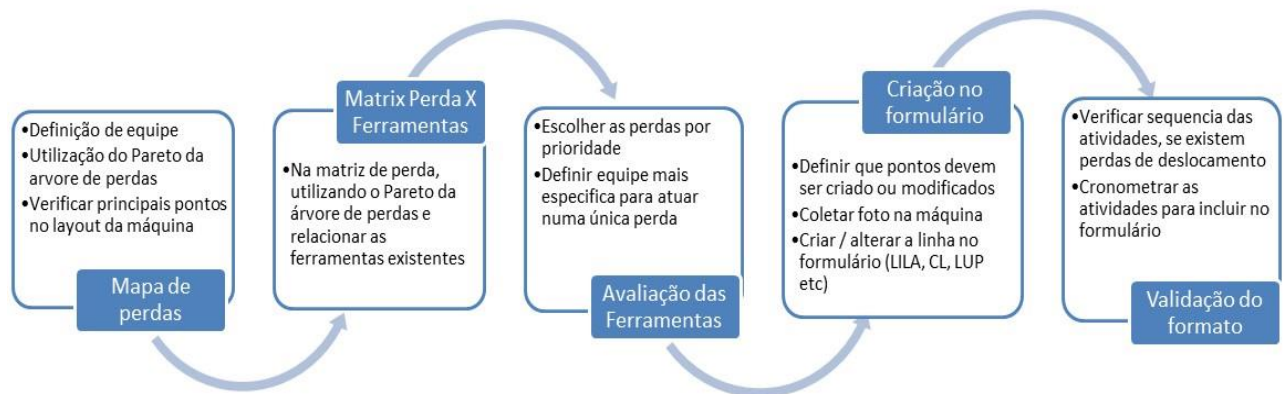 •Definição de equipe
•Utilização do Pareto da
arvore de perdas
•Verificar principais pontos
no layout da máquina
Mapa de
perdas
Matrix Perda X
Ferramentas
•Na matriz de perda,
utilizando o Pareto da
árvore de perdas e
relacionar as
ferramentas existentes
•Escolher as perdas por
prioridade
•Definir equipe mais
especifica para atuar
numa única perda
Avaliação das
Ferramentas
Criação no
formulário
•Definir que pontos devem
ser criado ou modificados
•Coletar foto na máquina
•Criar / alterar a linha no
formulário (LILA, CL, LUP
etc)
•Verificar sequencia das
atividades, se existem
perdas de deslocamento
•Cronometrar as
atividades para incluir no
formulário
Validação do
formato